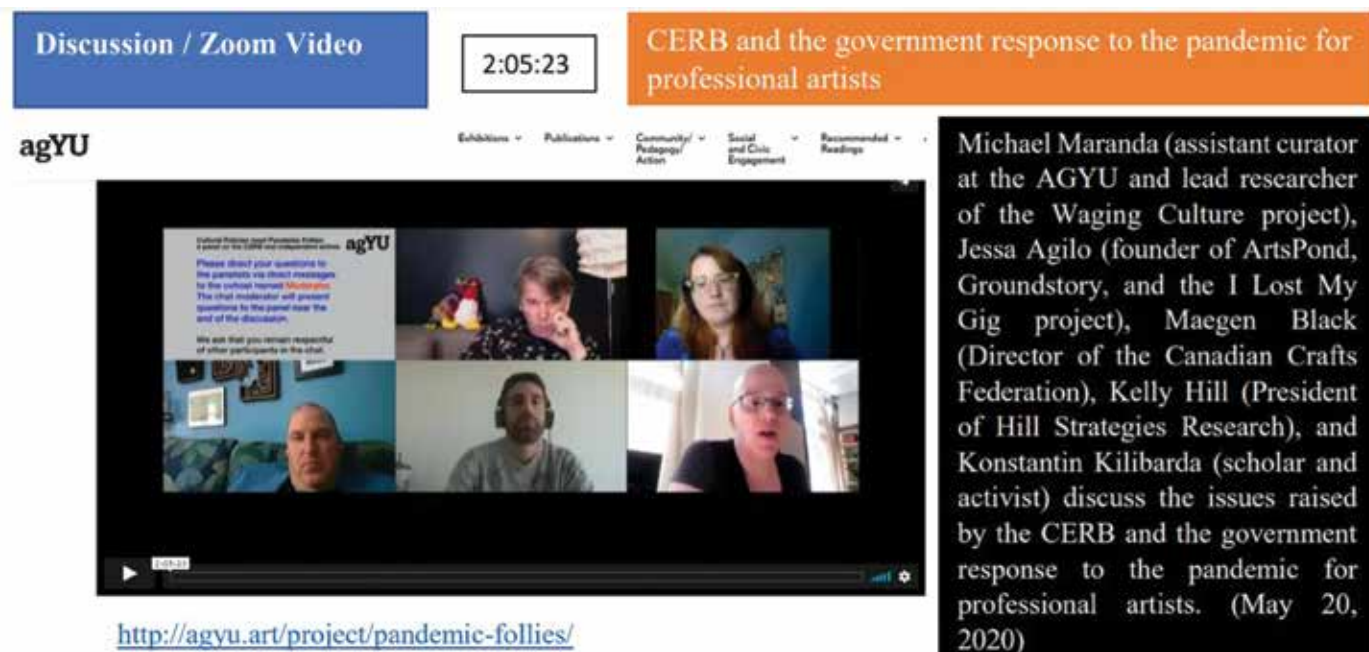 Discussion / Zoom Video
2:05:23
CERB and the government response to the pandemic for
professional artists
agYU
Exhibitions
Publications
Community/
Pedagogy/
Action
Social
and Civic
Engagement
Recommended
Readings
agYU
Please direct your questions to
the panelists via direct messages
to the cohost named Moderator.
The chat moderator will present
questions to the panel near the
end of the discussion.
We ask that you remain respectful
of other participants in the chat.
2:05:23
http://agyu.art/project/pandemic-follies/
Michael Maranda (assistant curator
at the AGYU and lead researcher
of the Waging Culture project),
Jessa Agilo (founder of ArtsPond,
Groundstory, and the I Lost My
Gig project), Maegen Black
(Director of the Canadian Crafts
Federation), Kelly Hill (President
of Hill Strategies Research), and
Konstantin Kilibarda (scholar and
activist) discuss the issues raised
by the CERB and the government
response to the pandemic for
professional artists. (May 20,
2020)